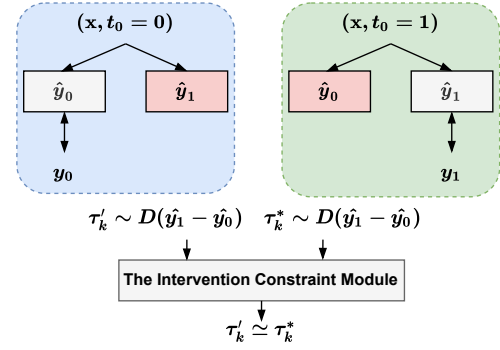 (x, t₀ = 0) (x, t₀ = 1)
ŷ₀ ŷ₁ ŷ₀ ŷ₁
y₀ y₁
τ′ₖ ∼ D(ŷ₁ − ŷ₀) τ*ₖ ∼ D(ŷ₁ − ŷ₀)
The Intervention Constraint Module
τ′ₖ ≃ τ*ₖ